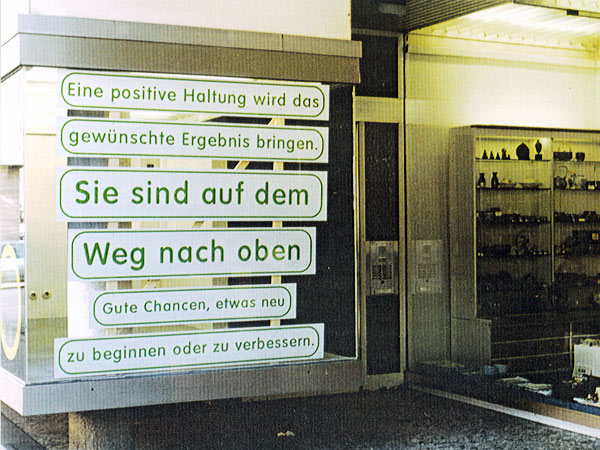 Eine positive Haltung wird das
gewünschte Ergebnis bringen.
Sie sind auf dem
Weg nach oben
Gute Chancen, etwas neu
zu beginnen oder zu verbessern.